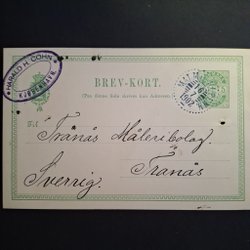 HARALD H. COHN
KJØBENHAVN.
BREV-KORT.
(Paa denne Side skrives kun Adressen)
Til
Tranås Måleribolag.
Tranås
Sverrig.